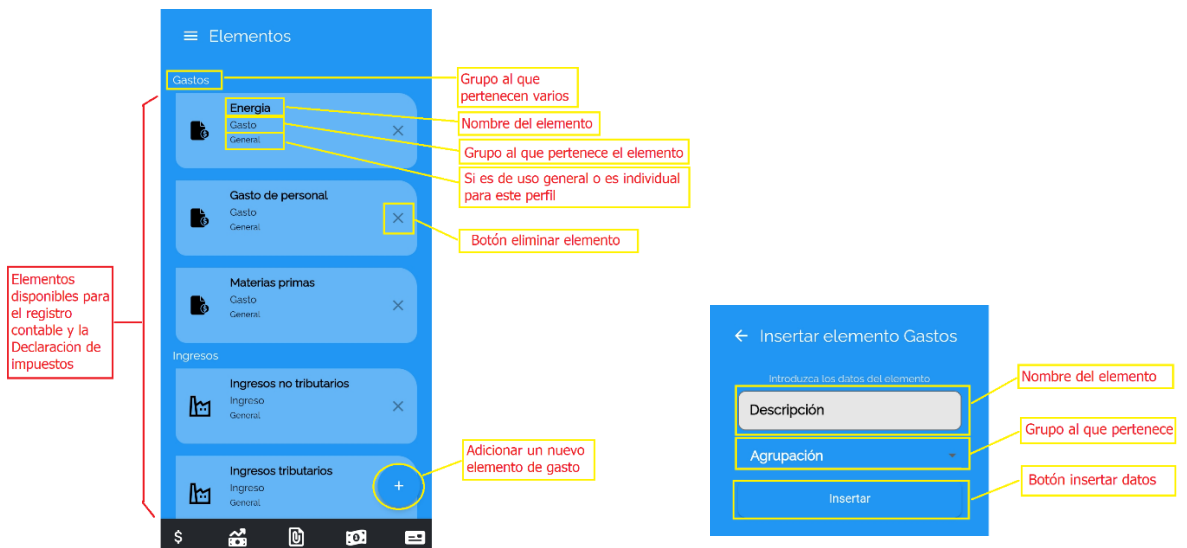 Elementos
Gastos
Energía
Gasto
General
Gasto de personal
Gasto
General
Materias primas
Gasto
General
Ingresos
Ingresos no tributarios
Ingreso
General
Ingresos tributarios
Ingreso
General
+
$
Elementos
disponibles para
el registro
contable y la
Declaración de
impuestos
Grupo al que
pertenecen varios
Nombre del elemento
Grupo al que pertenece el elemento
Si es de uso general o es individual
para este perfil
Botón eliminar elemento
Adicionar un nuevo
elemento de gasto
Insertar elemento Gastos
Introduzca los datos del elemento
Descripción
Agrupación
Insertar
Nombre del elemento
Grupo al que pertenece
Botón insertar datos